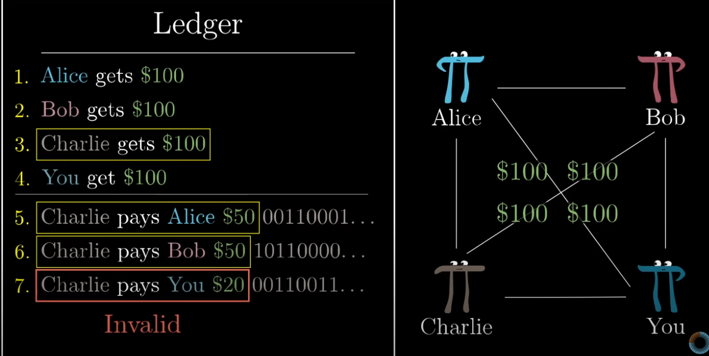 Ledger
1. Alice gets $100
2. Bob gets $100
3. Charlie gets $100
4. You get $100
5. Charlie pays Alice $50 00110001...
6. Charlie pays Bob $50 10110000...
7. Charlie pays You $20 00110011...
Invalid
Alice
Bob
$100 $100
$100 $100
Charlie
You